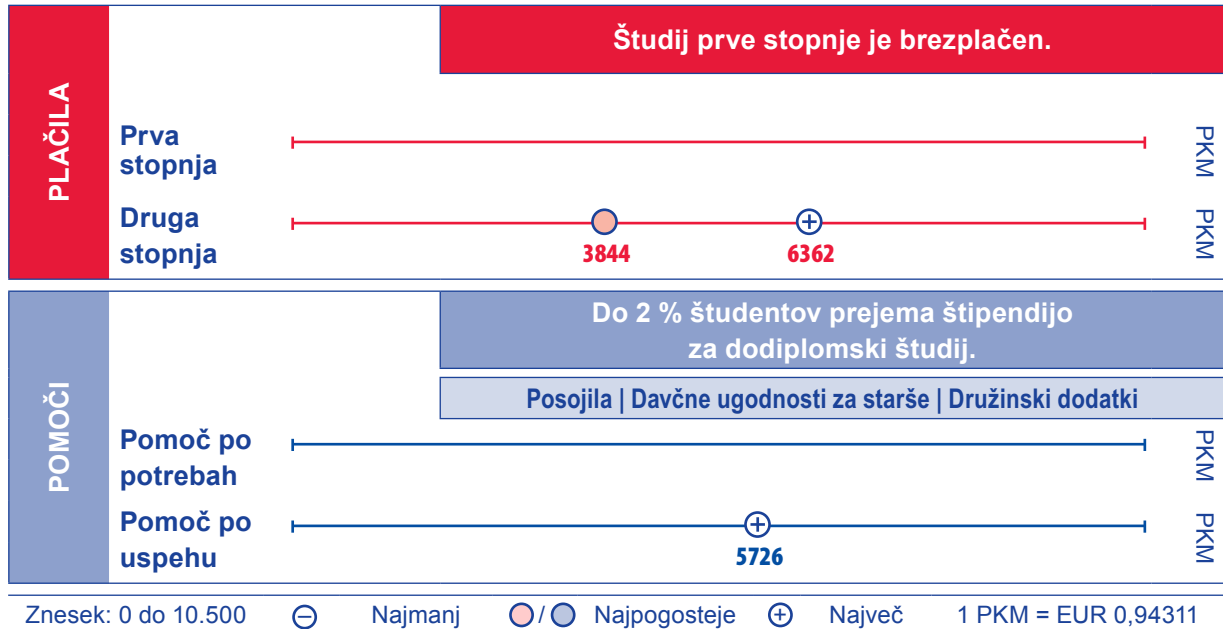 PLAČILA
Študij prve stopnje je brezplačen.
Prva
stopnja
PKM
Druga
stopnja
3844
6362
PKM
POMOČI
Do 2 % študentov prejema štipendijo
za dodiplomski študij.
Posojila | Davčne ugodnosti za starše | Družinski dodatki
Pomoč po
potrebah
PKM
Pomoč po
uspehu
5726
PKM
Znesek: 0 do 10.500 Najmanj / Najpogosteje Največ 1 PKM = EUR 0,94311